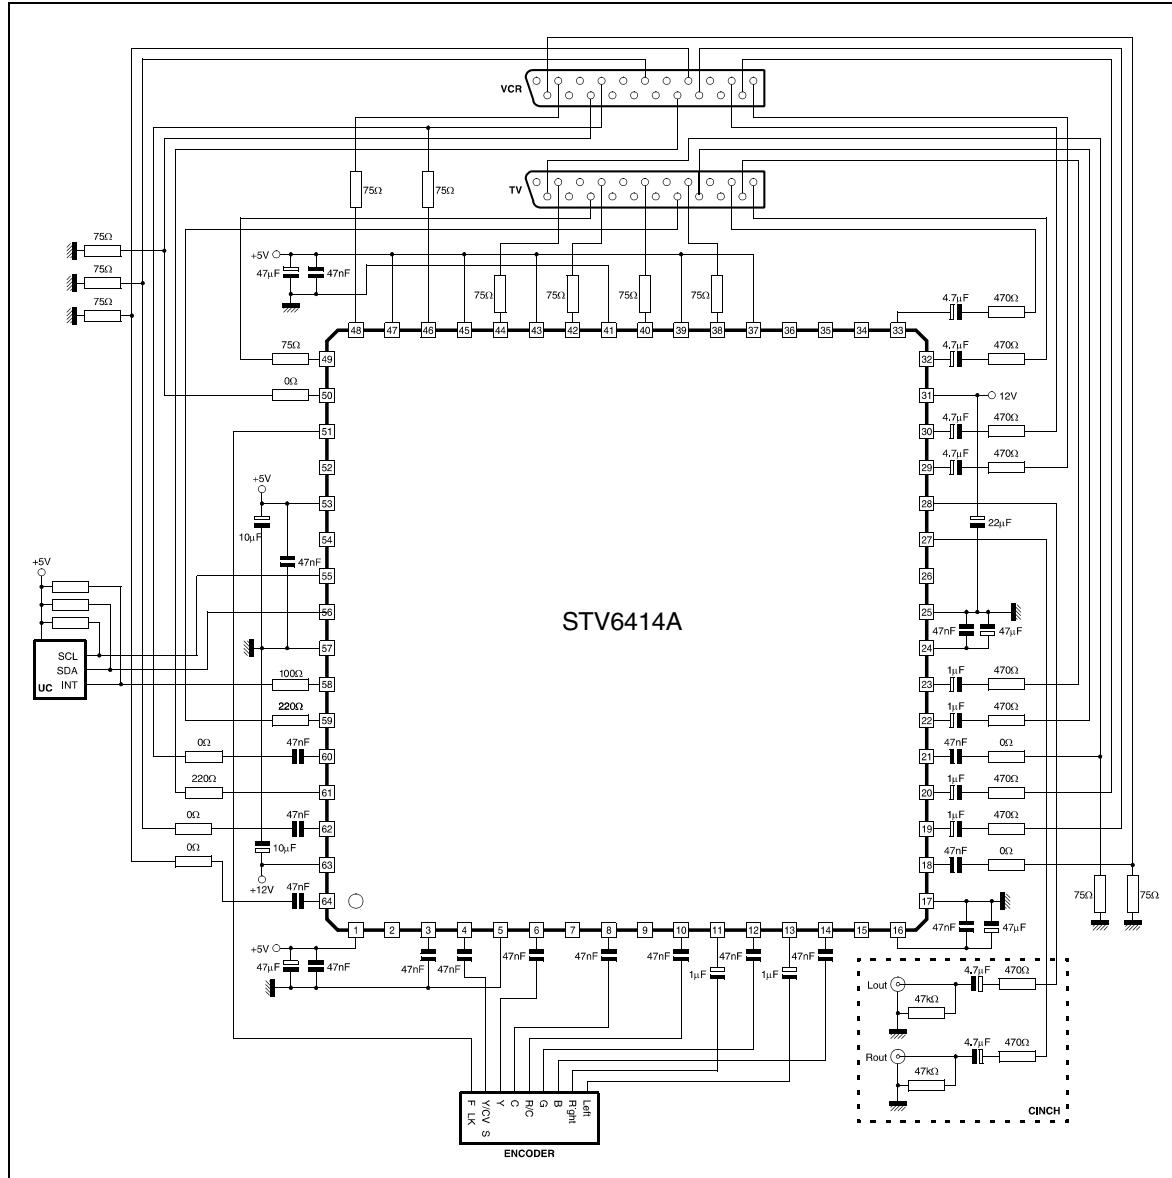 VCR
TV
75Ω 75Ω
75Ω
75Ω
75Ω
+5V 47µF 47nF
75Ω 75Ω 75Ω 75Ω
4.7µF 470Ω
48 47 46 45 44 43 42 41 40 39 38 37 36 35 34 33
75Ω 49
32 4.7µF 470Ω
0Ω 50
31 12V
51
30 4.7µF 470Ω
52
29 4.7µF 470Ω
+5V
53
28
10µF
22µF
54
27
47nF
+5V
55
26
56
25
STV6414A
47nF 47µF
57
24
SCL
SDA
INT
UC
100Ω 58
23 1µF 470Ω
220Ω 59
22 1µF 470Ω
0Ω 47nF 60
21 47nF 0Ω
220Ω 61
20 1µF 470Ω
0Ω 47nF 62
19 1µF 470Ω
0Ω 10µF 63
18 47nF 0Ω
+12V
47nF 64
17
75Ω 75Ω
47nF 47µF
1 2 3 4 5 6 7 8 9 10 11 12 13 14 15 16
+5V 47µF 47nF
47nF 47nF 47nF 47nF 47nF 1µF 47nF 1µF 47nF
Lout 4.7µF 470Ω
47kΩ
Rout 4.7µF 470Ω
47kΩ
CINCH
F LK
Y/CV S
Y
C
R/C
G
B
Right
Left
ENCODER